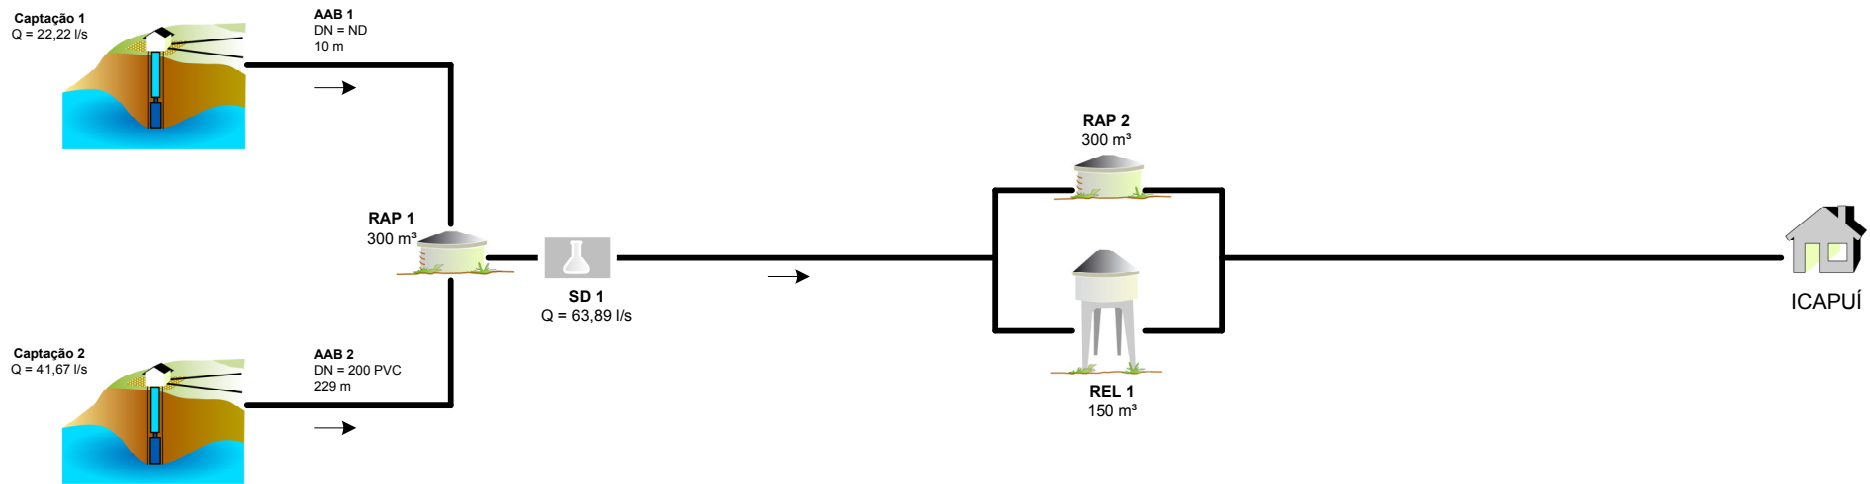 Captação 1
Q = 22,22 l/s
AAB 1
DN = ND
10 m
RAP 1
300 m³
SD 1
Q = 63,89 l/s
RAP 2
300 m³
REL 1
150 m³
ICAPUÍ
Captação 2
Q = 41,67 l/s
AAB 2
DN = 200 PVC
229 m